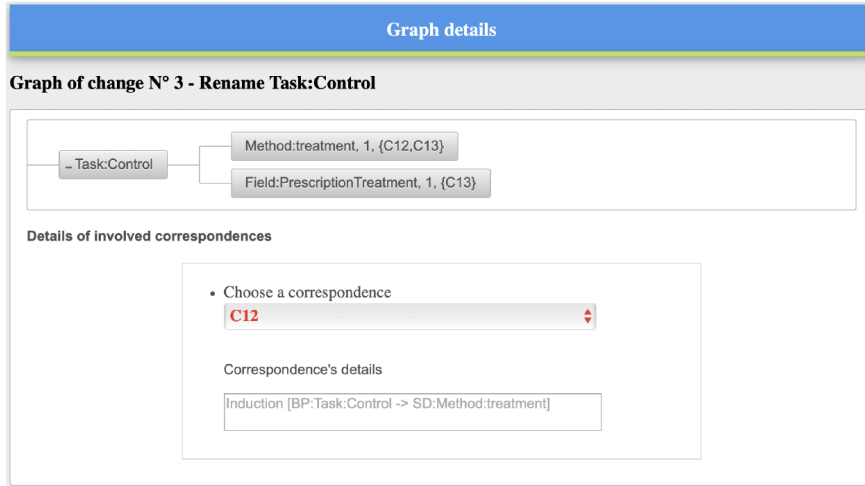 Graph details
Graph of change N° 3 - Rename Task:Control
Method:treatment, 1, {C12,C13}
– Task:Control
Field:PrescriptionTreatment, 1, {C13}
Details of involved correspondences
• Choose a correspondence
C12
Correspondence's details
Induction [BP:Task:Control -> SD:Method:treatment]